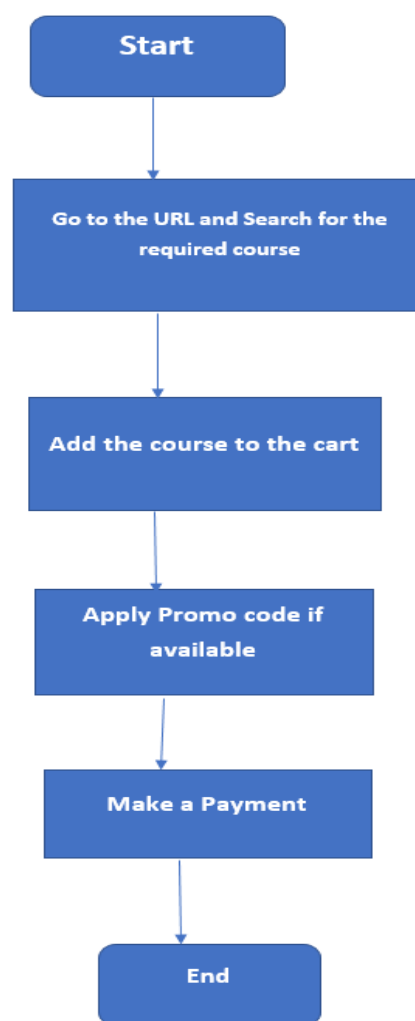 Start
Go to the URL and Search for the
required course
Add the course to the cart
Apply Promo code if
available
Make a Payment
End